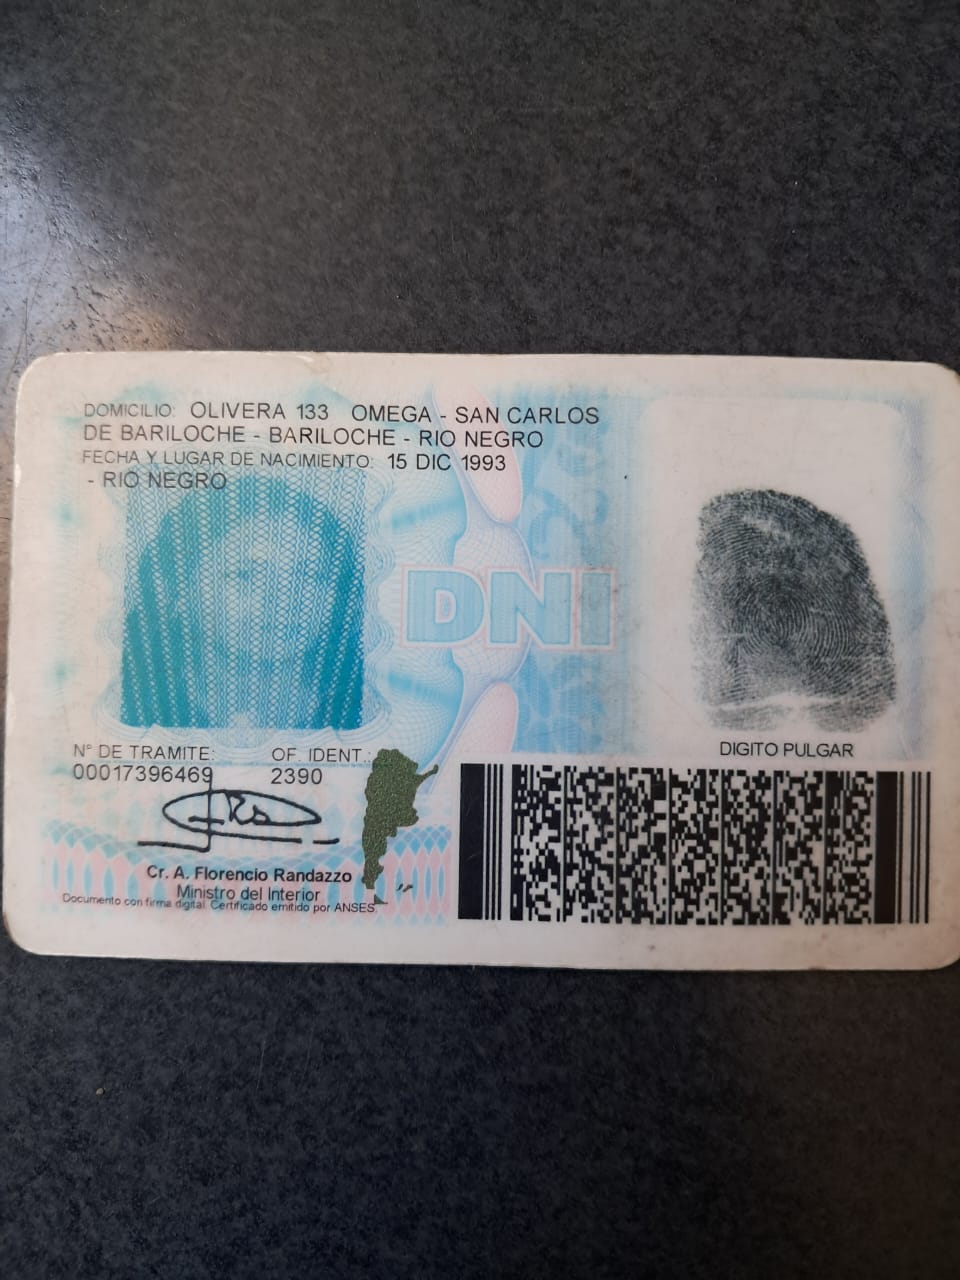 DOMICILIO: OLIVERA 133 OMEGA - SAN CARLOS
DE BARILOCHE - BARILOCHE - RIO NEGRO
FECHA Y LUGAR DE NACIMIENTO: 15 DIC 1993
- RIO NEGRO
DNI
DIGITO PULGAR
N° DE TRAMITE: OF. IDENT.:
00017396469 2390
Cr. A. Florencio Randazzo
Ministro del Interior
Documento con firma digital. Certificado emitido por ANSES.